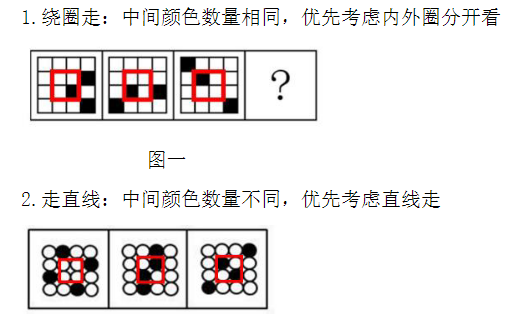 1.绕圈走：中间颜色数量相同，优先考虑内外圈分开看
？
图一
2.走直线：中间颜色数量不同，优先考虑直线走